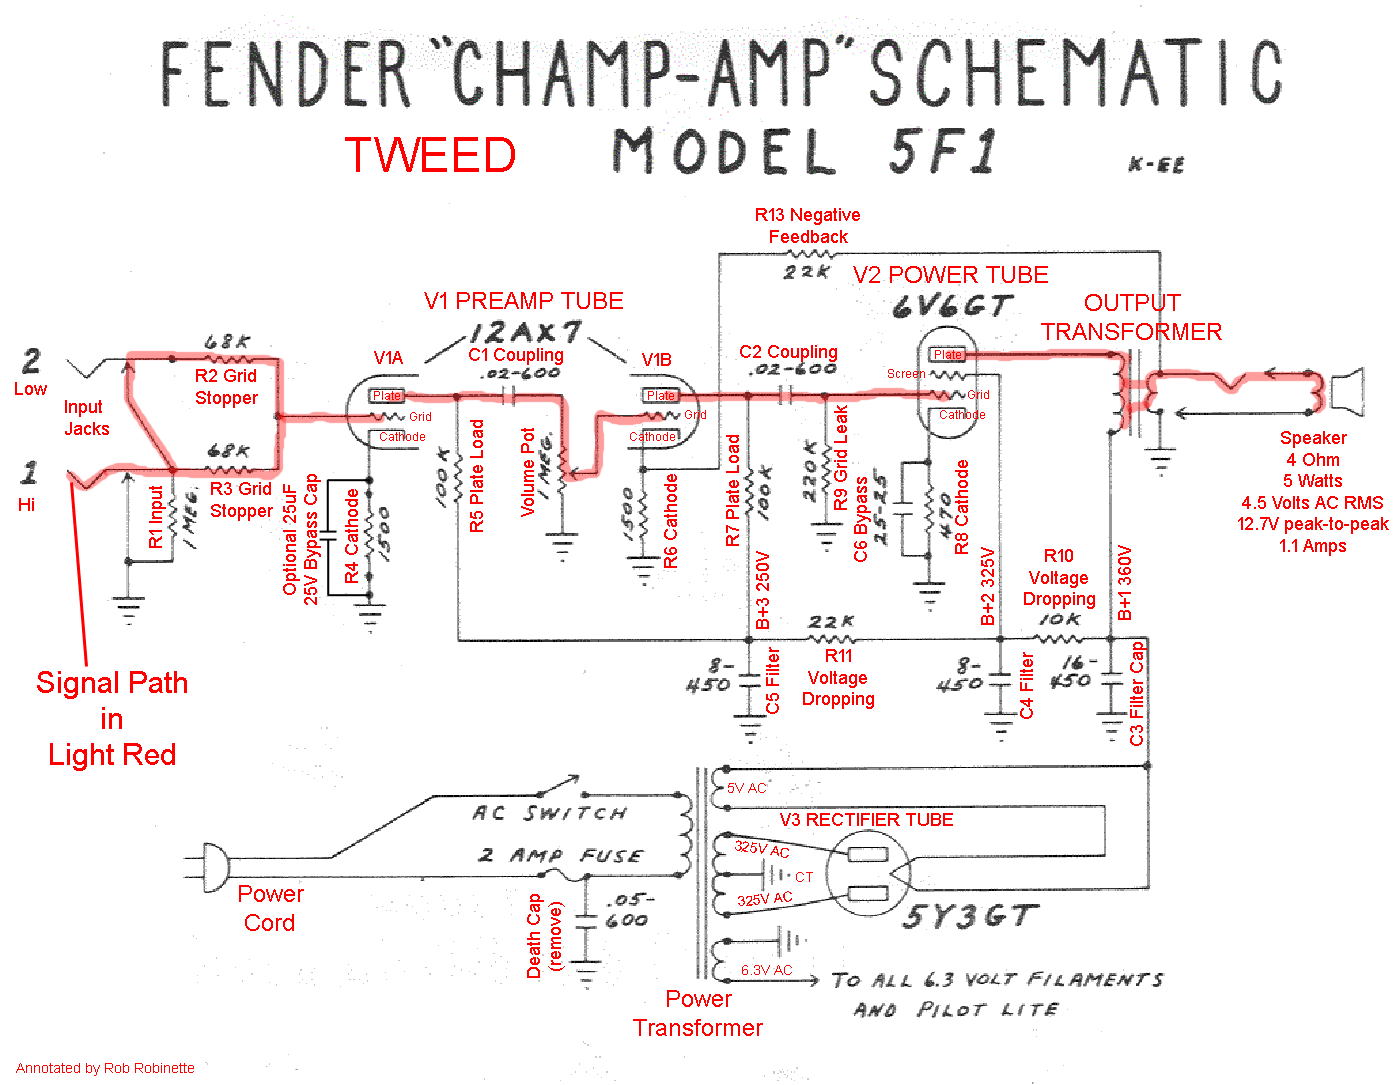 FENDER "CHAMP-AMP" SCHEMATIC
TWEED
MODEL 5F1
K-EE
R13 Negative
Feedback
22K
V2 POWER TUBE
6V6GT
OUTPUT
TRANSFORMER
V1 PREAMP TUBE
12AX7
2
Low
68K
R2 Grid
Stopper
Input
Jacks
1
Hi
68K
R3 Grid
Stopper
R1 Input
1 MEG.
V1A
Plate
Grid
Cathode
Optional 25uF
25V Bypass Cap
R4 Cathode
1500
C1 Coupling
.02-600
100K
R5 Plate Load
Volume Pot
1 MEG.
V1B
Plate
Grid
Cathode
1500
R6 Cathode
C2 Coupling
.02-600
R7 Plate Load
100K
220K
R9 Grid Leak
Plate
Screen
Grid
Cathode
C6 Bypass
25-25
470
R8 Cathode
Speaker
4 Ohm
5 Watts
4.5 Volts AC RMS
12.7V peak-to-peak
1.1 Amps
B+3 250V
B+2 325V
B+1 360V
R10
Voltage
Dropping
10K
22K
R11
Voltage
Dropping
8-
450
C5 Filter
8-
450
C4 Filter
16-
450
C3 Filter Cap
Signal Path
in
Light Red
AC SWITCH
2 AMP FUSE
Power
Cord
Death Cap
(remove)
.05-
600
5V AC
V3 RECTIFIER TUBE
325V AC
CT
325V AC
5Y3GT
6.3V AC
TO ALL 6.3 VOLT FILAMENTS
AND PILOT LITE
Power
Transformer
Annotated by Rob Robinette